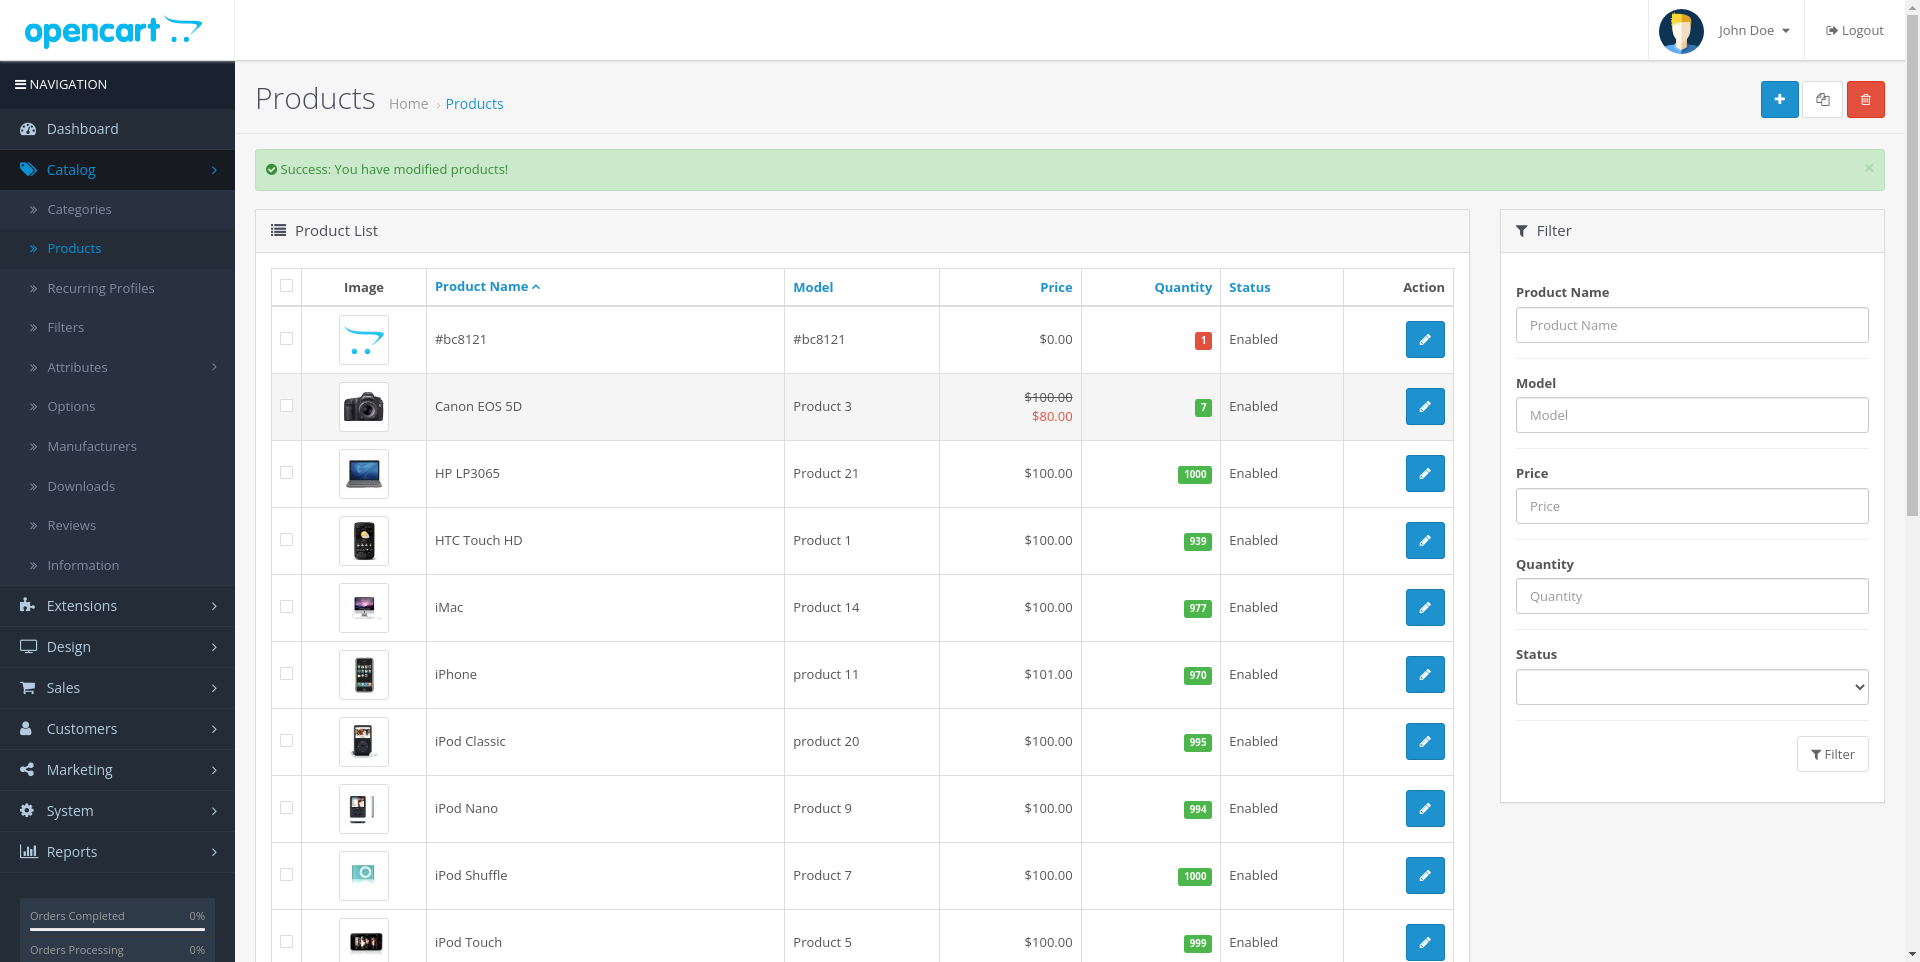 opencart
John Doe
Logout
NAVIGATION
Dashboard
Catalog
Categories
Products
Recurring Profiles
Filters
Attributes
Options
Manufacturers
Downloads
Reviews
Information
Extensions
Design
Sales
Customers
Marketing
System
Reports
Orders Completed 0%
Orders Processing 0%
Products Home › Products
Success: You have modified products!
×
Product List
Image Product Name Model Price Quantity Status Action
#bc8121 #bc8121 $0.00 1 Enabled
Canon EOS 5D Product 3 $100.00 $80.00 7 Enabled
HP LP3065 Product 21 $100.00 1000 Enabled
HTC Touch HD Product 1 $100.00 939 Enabled
iMac Product 14 $100.00 977 Enabled
iPhone product 11 $101.00 970 Enabled
iPod Classic product 20 $100.00 995 Enabled
iPod Nano Product 9 $100.00 994 Enabled
iPod Shuffle Product 7 $100.00 1000 Enabled
iPod Touch Product 5 $100.00 999 Enabled
Filter
Product Name
Product Name
Model
Model
Price
Price
Quantity
Quantity
Status
Filter